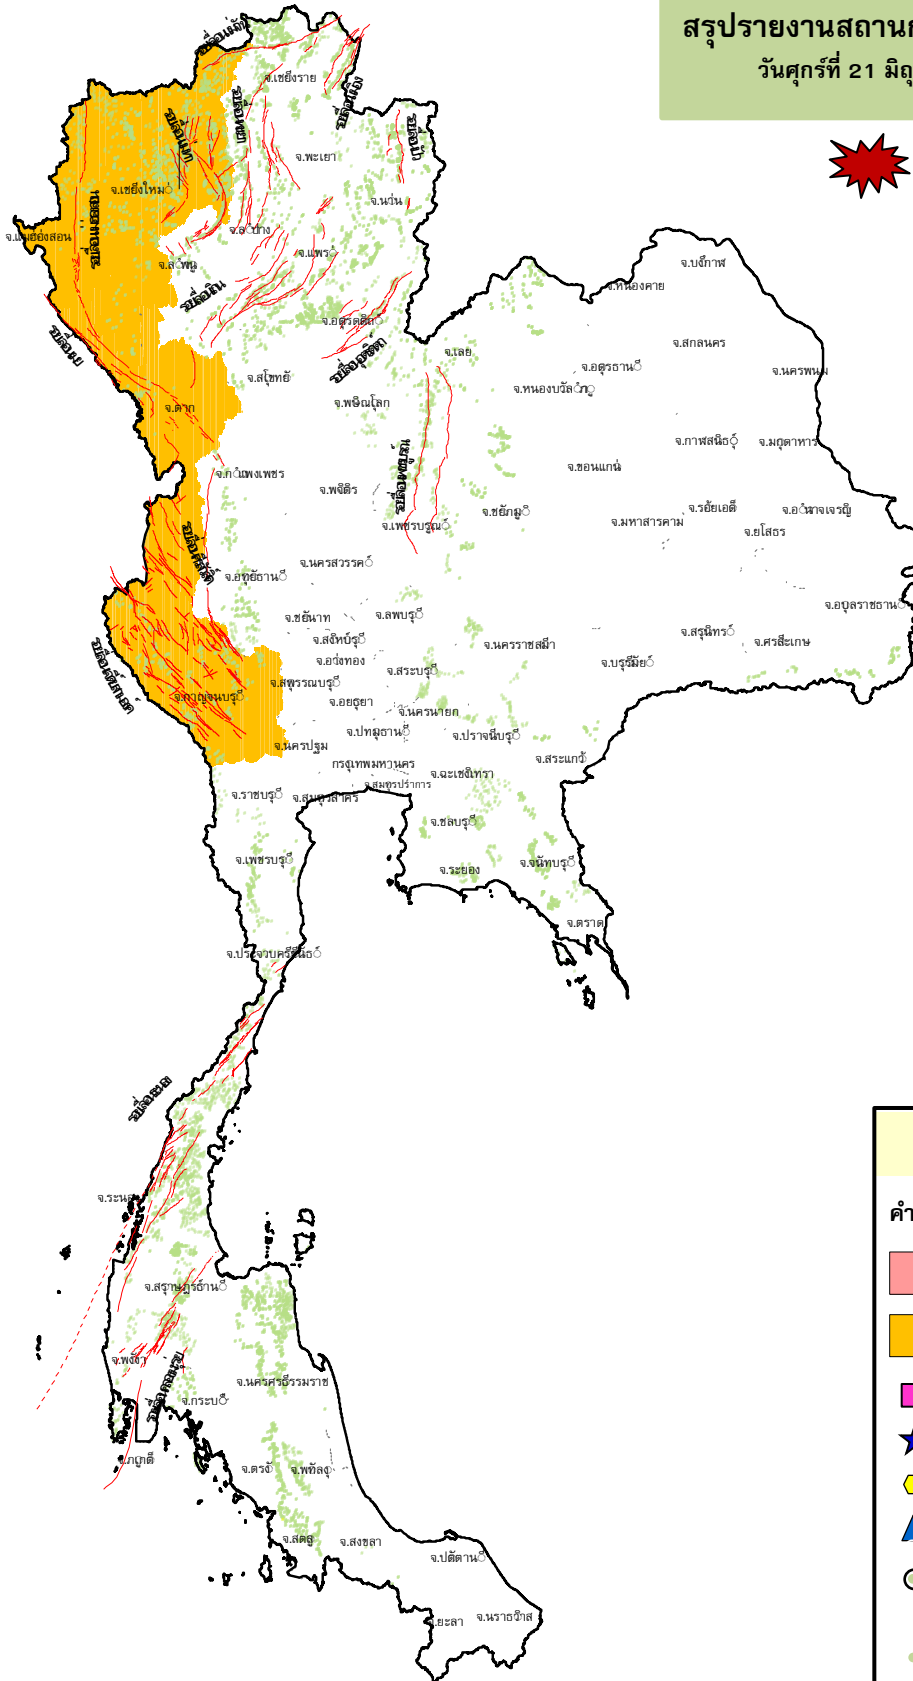 สรุปรายงานสถานก
วันศุกร์ที่ 21 มิถุ
จ.เชียงราย
จ.พะเยา
จ.เชียงใหม่
จ.น่าน
จ.แม่ฮ่องสอน
จ.ลำปาง
จ.แพร่
จ.ลำพูน
จ.บึงกาฬ
จ.หนองคาย
จ.อุตรดิตถ์
จ.สกลนคร
จ.เลย
จ.อุดรธานี
จ.นครพนม
จ.สุโขทัย
จ.หนองบัวลำภู
จ.ตาก
จ.พิษณุโลก
จ.กาฬสินธุ์
จ.มุกดาหาร
จ.กำแพงเพชร
จ.ขอนแก่น
จ.พิจิตร
จ.เพชรบูรณ์
จ.ชัยภูมิ
จ.มหาสารคาม
จ.ร้อยเอ็ด
จ.อำนาจเจริญ
จ.ยโสธร
จ.นครสวรรค์
จ.อุทัยธานี
จ.ชัยนาท
จ.ลพบุรี
จ.อุบลราชธานี
จ.สิงห์บุรี
จ.นครราชสีมา
จ.สุรินทร์
จ.ศรีสะเกษ
จ.อ่างทอง
จ.สระบุรี
จ.บุรีรัมย์
จ.กาญจนบุรี
จ.สุพรรณบุรี
จ.อยุธยา
จ.นครนายก
จ.ปทุมธานี
จ.ปราจีนบุรี
จ.นครปฐม
กรุงเทพมหานคร
จ.ฉะเชิงเทรา
จ.สระแก้ว
จ.สมุทรปราการ
จ.ราชบุรี
จ.สมุทรสาคร
จ.ชลบุรี
จ.เพชรบุรี
จ.ระยอง
จ.จันทบุรี
จ.ตราด
จ.ประจวบคีรีขันธ์
จ.ระนอง
คำ
จ.สุราษฎร์ธานี
จ.พังงา
จ.นครศรีธรรมราช
จ.กระบี่
จ.ภูเก็ต
จ.ตรัง
จ.พัทลุง
จ.สตูล
จ.สงขลา
จ.ปัตตานี
จ.ยะลา
จ.นราธิวาส